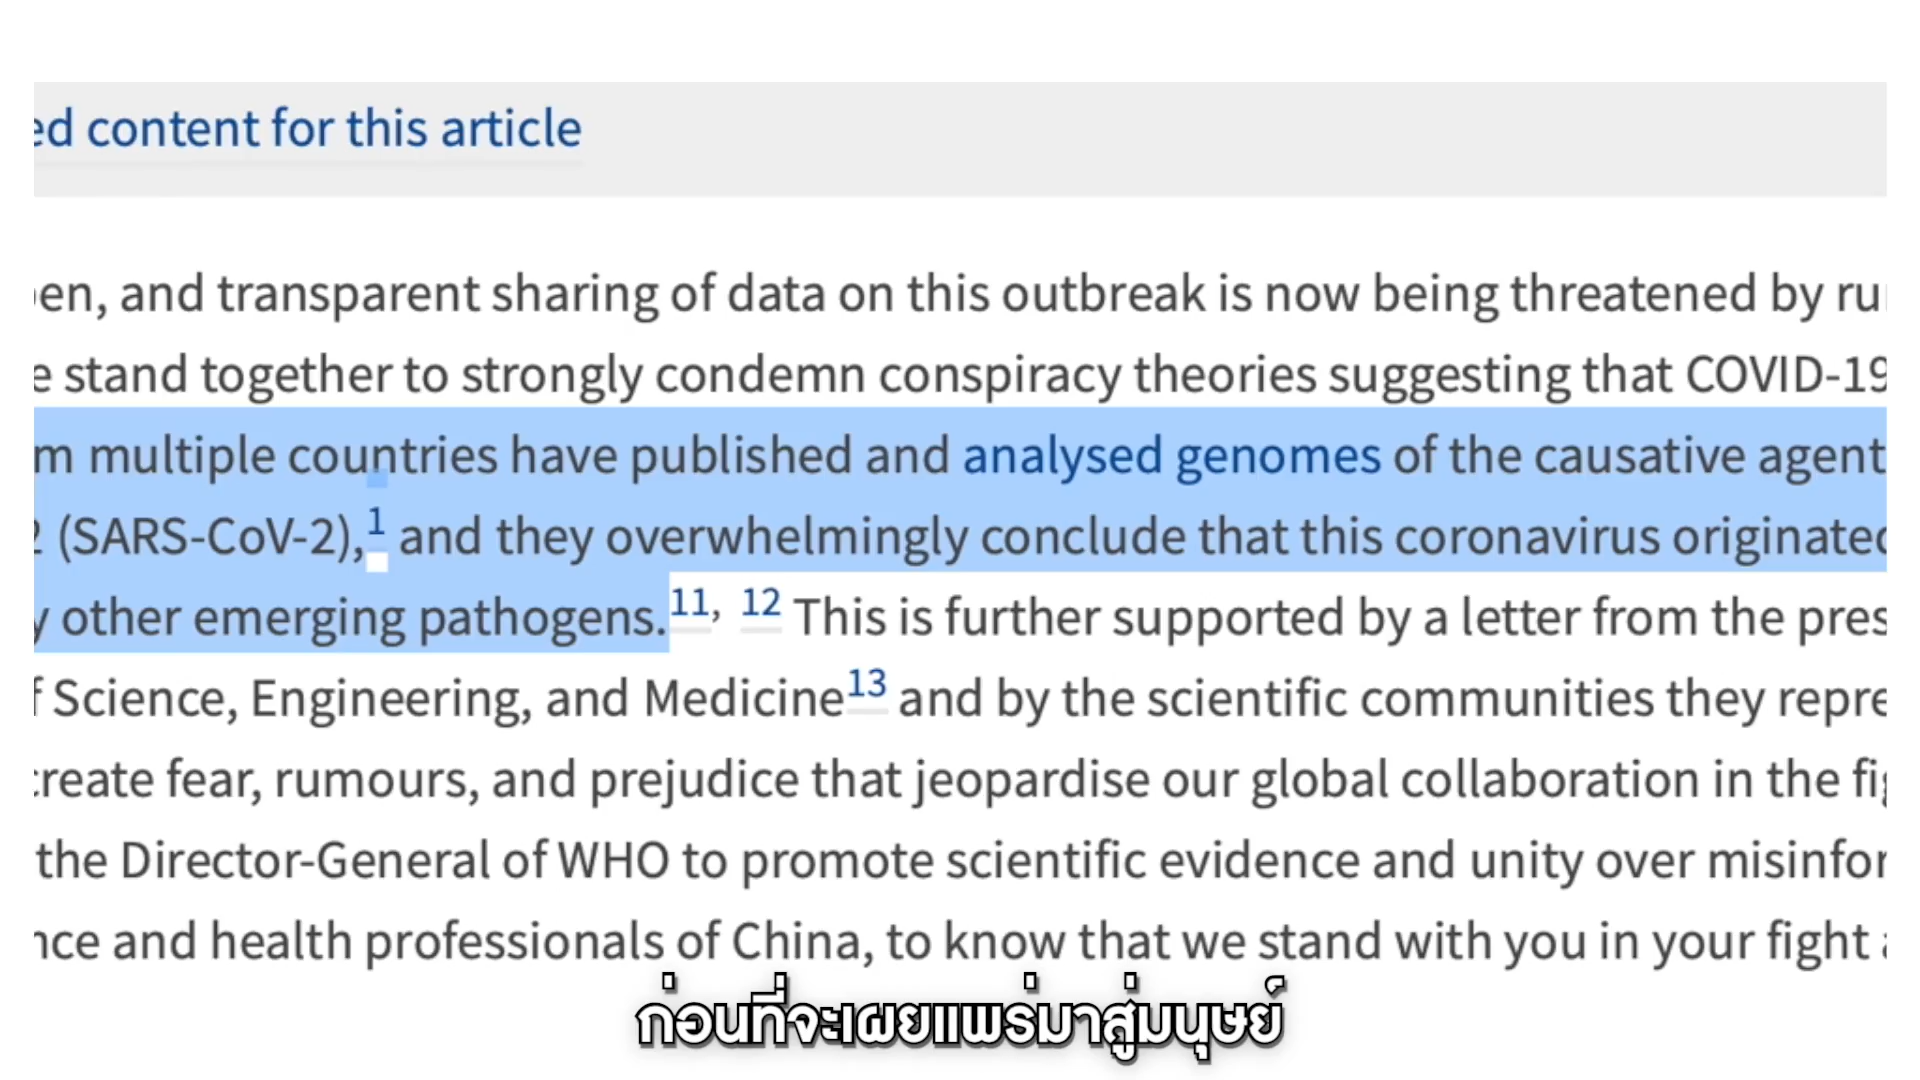 ed content for this article
en, and transparent sharing of data on this outbreak is now being threatened by ru
e stand together to strongly condemn conspiracy theories suggesting that COVID-19
m multiple countries have published and analysed genomes of the causative agent
2 (SARS-CoV-2),1 and they overwhelmingly conclude that this coronavirus originated
y other emerging pathogens.11, 12 This is further supported by a letter from the pres
f Science, Engineering, and Medicine13 and by the scientific communities they repre
create fear, rumours, and prejudice that jeopardise our global collaboration in the fig
the Director-General of WHO to promote scientific evidence and unity over misinfor
nce and health professionals of China, to know that we stand with you in your fight
ก่อนที่จะเผยแพร่มาสู่มนุษย์